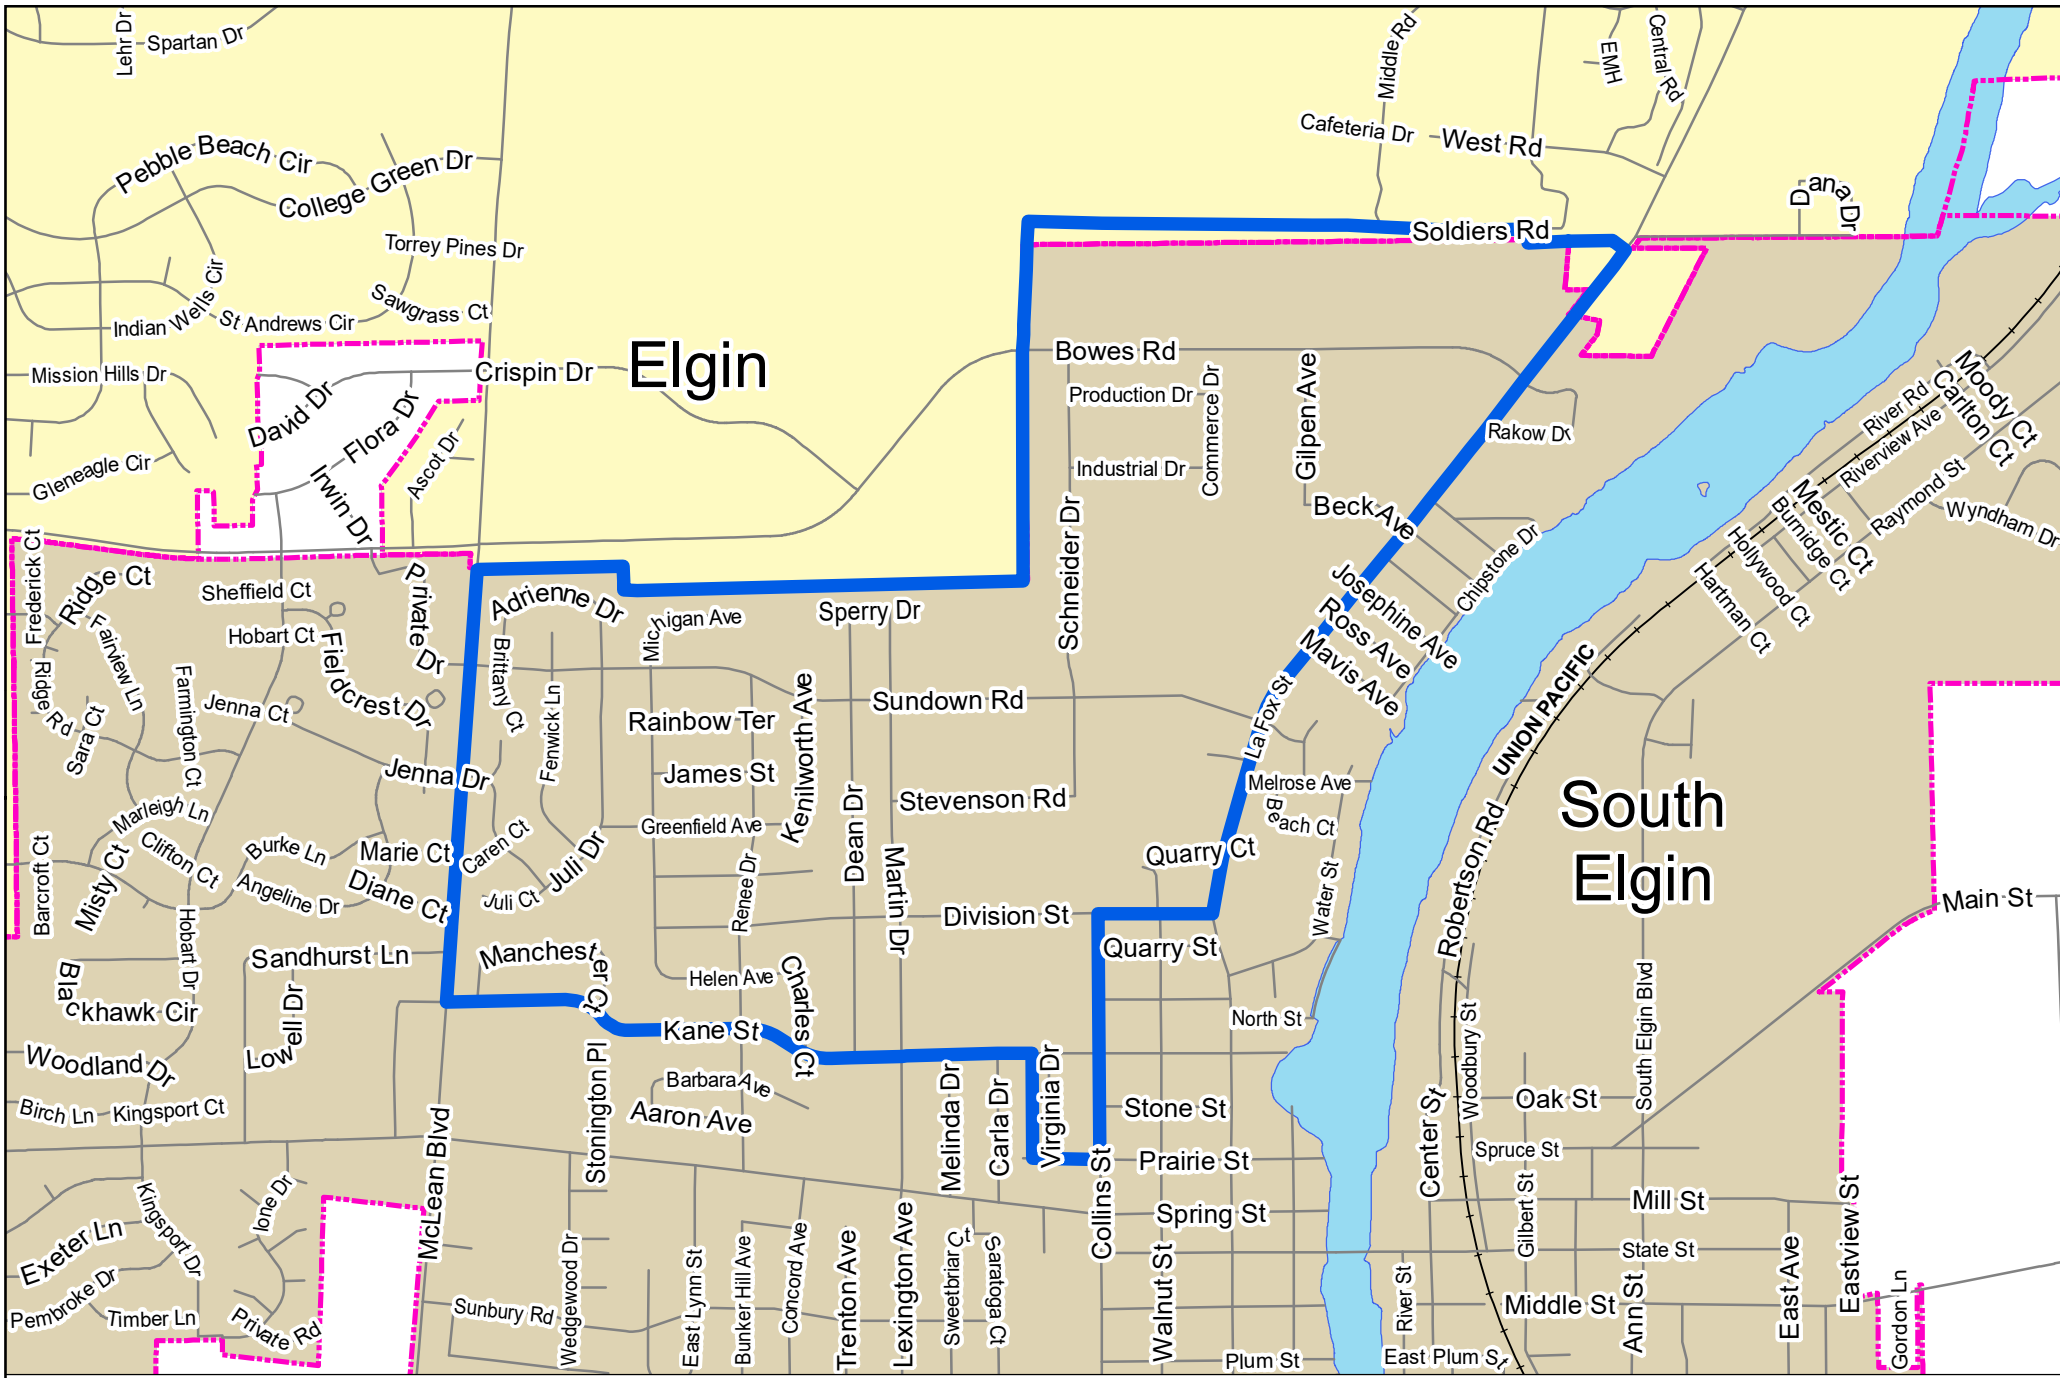 Lehr Dr
Spartan Dr
Middle Rd
EMH
Central Rd
Cafeteria Dr
West Rd
Pebble Beach Cir
College Green Dr
Dana Dr
Soldiers Rd
Torrey Pines Dr
Indian Wells Cir
Sawgrass Ct
St Andrews Cir
Mission Hills Dr
Crispin Dr
Elgin
Bowes Rd
David Dr
Flora Dr
Production Dr
Commerce Dr
Gilpen Ave
Moody Ct
Carlton Ct
River Rd
Riverview Ave
Rakow Dr
Gleneagle Cir
Ascot Dr
Irwin Dr
Industrial Dr
Raymond St
Mestic Ct
Burnidge Ct
Wyndham Dr
Beck Ave
Schneider Dr
Hollywood Ct
Hartman Ct
Chipstone Dr
Frederick Ct
Ridge Ct
Sheffield Ct
Private Dr
Adrienne Dr
Michigan Ave
Sperry Dr
Josephine Ave
Ross Ave
Mavis Ave
Fairview Ln
Hobart Ct
Fieldcrest Dr
Brittany Ct
Ridge Rd
Sara Ct
Farmington Ct
Jenna Ct
Fenwick Ln
Rainbow Ter
Kenilworth Ave
Sundown Rd
La Fox St
UNION PACIFIC
Jenna Dr
James St
Stevenson Rd
Melrose Ave
Beach Ct
South
Elgin
Marleigh Ln
Clifton Ct
Burke Ln
Marie Ct
Caren Ct
Juli Dr
Greenfield Ave
Dean Dr
Martin Dr
Quarry Ct
Robertson Rd
Barcroft Ct
Misty Ct
Angeline Dr
Diane Ct
Juli Ct
Renee Dr
Division St
Water St
Main St
Hobart Dr
Sandhurst Ln
Manchester Ct
Quarry St
Blackhawk Cir
Lowell Dr
Helen Ave
Charles Ct
Kane St
North St
Woodbury St
South Elgin Blvd
Woodland Dr
Stonington Pl
Barbara Ave
Aaron Ave
Melinda Dr
Carla Dr
Virginia Dr
Stone St
Oak St
Birch Ln
Kingsport Ct
McLean Blvd
Collins St
Prairie St
Center St
Spruce St
Kingsport Dr
Ione Dr
Spring St
Mill St
Exeter Ln
Pembroke Dr
Timber Ln
Private Rd
Sunbury Rd
Wedgewood Dr
East Lynn St
Bunker Hill Ave
Concord Ave
Trenton Ave
Lexington Ave
Sweetbriar Ct
Saratoga Ct
Walnut St
Plum St
River St
East Plum St
Gilbert St
State St
Middle St
Ann St
East Ave
Eastview St
Gordon Ln